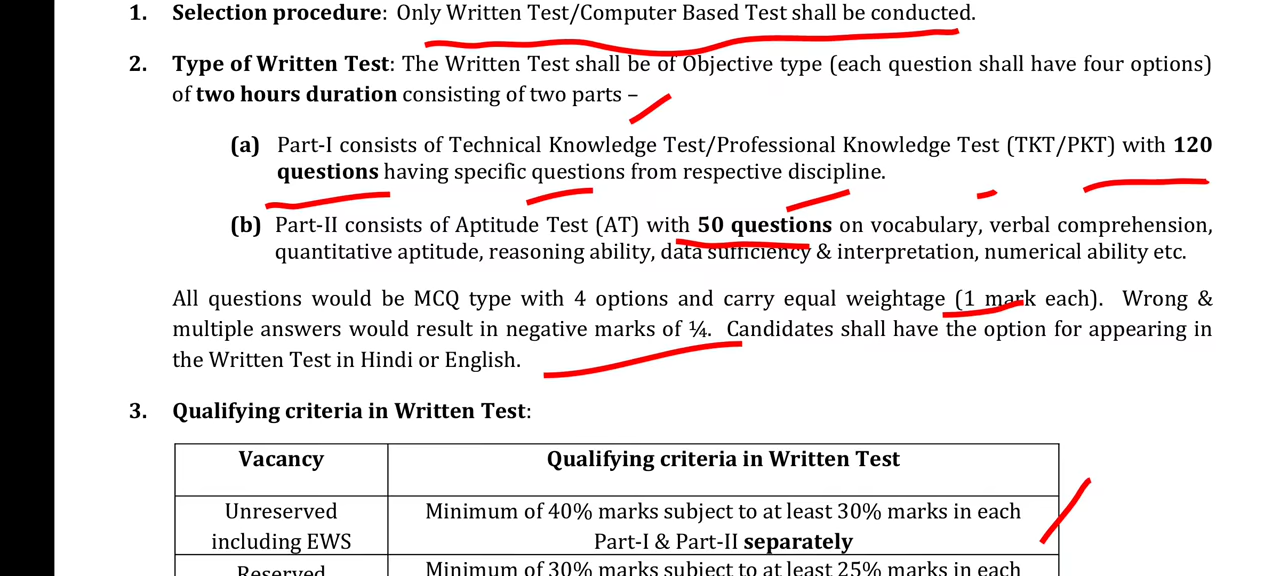 1. Selection procedure: Only Written Test/Computer Based Test shall be conducted.
2. Type of Written Test: The Written Test shall be of Objective type (each question shall have four options)
of two hours duration consisting of two parts –
(a) Part-I consists of Technical Knowledge Test/Professional Knowledge Test (TKT/PKT) with 120
questions having specific questions from respective discipline.
(b) Part-II consists of Aptitude Test (AT) with 50 questions on vocabulary, verbal comprehension,
quantitative aptitude, reasoning ability, data sufficiency & interpretation, numerical ability etc.
All questions would be MCQ type with 4 options and carry equal weightage (1 mark each). Wrong &
multiple answers would result in negative marks of ¼. Candidates shall have the option for appearing in
the Written Test in Hindi or English.
3. Qualifying criteria in Written Test:
Vacancy Qualifying criteria in Written Test
Unreserved Minimum of 40% marks subject to at least 30% marks in each
including EWS Part-I & Part-II separately
Reserved Minimum of 30% marks subject to at least 25% marks in each